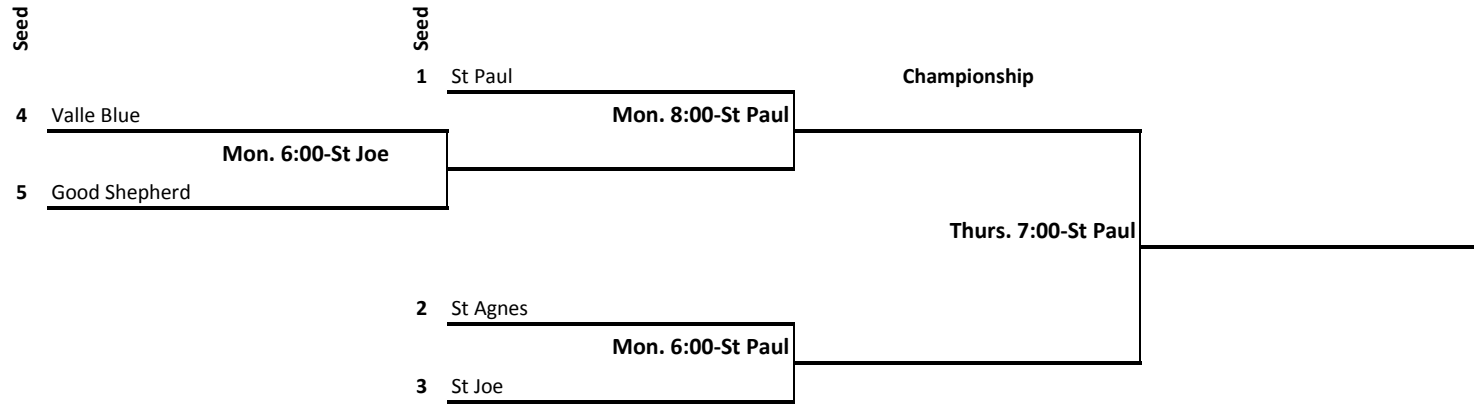 Seed
Seed
1 St Paul
Championship
4 Valle Blue
Mon. 8:00-St Paul
Mon. 6:00-St Joe
5 Good Shepherd
Thurs. 7:00-St Paul
2 St Agnes
Mon. 6:00-St Paul
3 St Joe